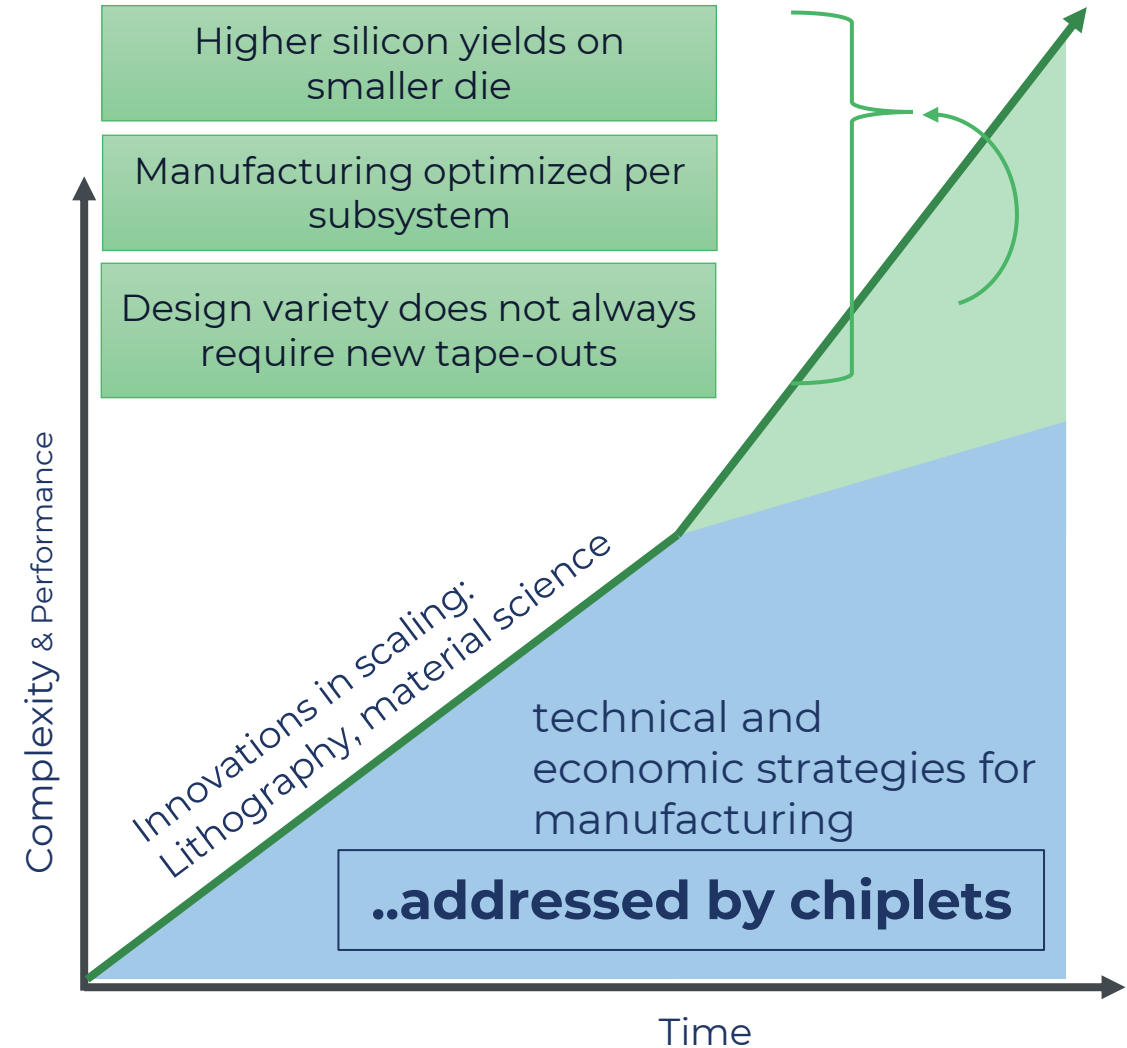 Higher silicon yields on
smaller die
Manufacturing optimized per
subsystem
Design variety does not always
require new tape-outs
Complexity & Performance
Innovations in scaling:
Lithography, material science
technical and
economic strategies for
manufacturing
..addressed by chiplets
Time